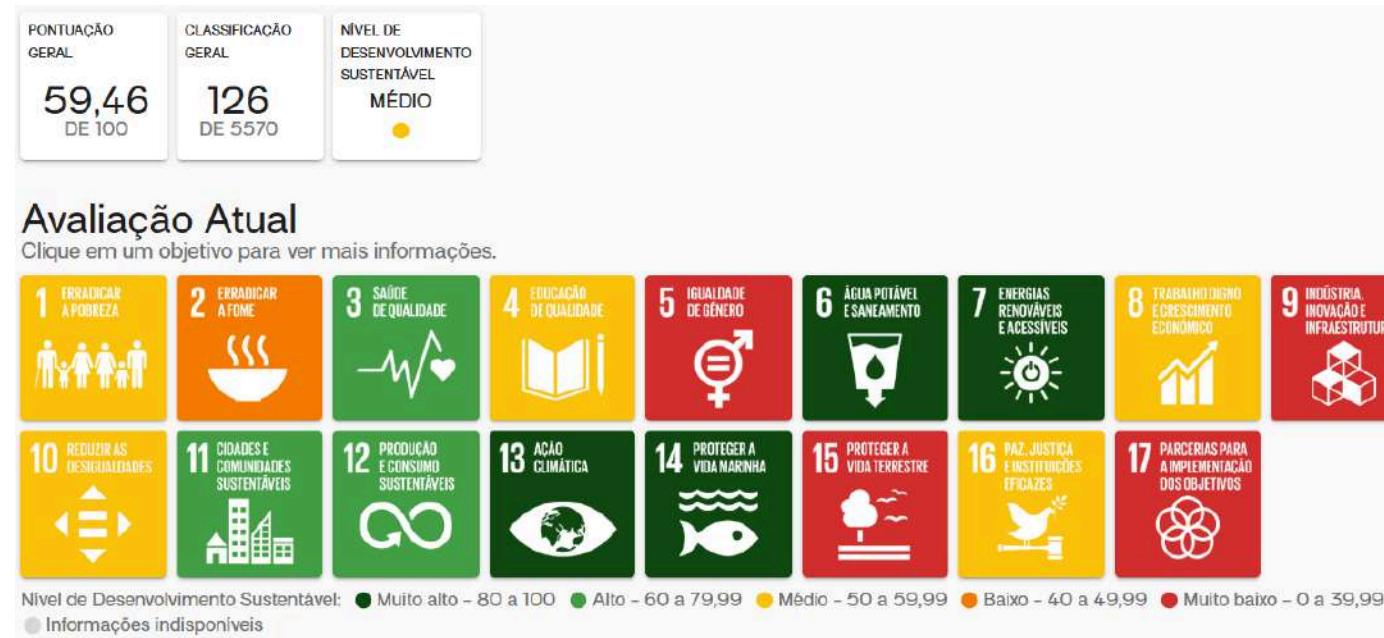 PONTUAÇÃO
GERAL
59,46
DE 100
CLASSIFICAÇÃO
GERAL
126
DE 5570
NÍVEL DE
DESENVOLVIMENTO
SUSTENTÁVEL
MÉDIO
Avaliação Atual
Clique em um objetivo para ver mais informações.
1 ERRADICAR
A POBREZA
2 ERRADICAR
A FOME
3 SAÚDE
DE QUALIDADE
4 EDUCAÇÃO
DE QUALIDADE
5 IGUALDADE
DE GÉNERO
6 ÁGUA POTÁVEL
E SANEAMENTO
7 ENERGIAS
RENOVÁVEIS
E ACESSÍVEIS
8 TRABALHO DIGNO
E CRESCIMENTO
ECONÓMICO
9 INDÚSTRIA,
INOVAÇÃO E
INFRAESTRUTUR
10 REDUZIR AS
DESIGUALDADES
11 CIDADES E
COMUNIDADES
SUSTENTÁVEIS
12 PRODUÇÃO
E CONSUMO
SUSTENTÁVEIS
13 AÇÃO
CLIMÁTICA
14 PROTEGER A
VIDA MARINHA
15 PROTEGER A
VIDA TERRESTRE
16 PAZ, JUSTIÇA
E INSTITUIÇÕES
EFICAZES
17 PARCERIAS PARA
A IMPLEMENTAÇÃO
DOS OBJETIVOS
Nível de Desenvolvimento Sustentável: Muito alto - 80 a 100 Alto - 60 a 79,99 Médio - 50 a 59,99 Baixo - 40 a 49,99 Muito baixo - 0 a 39,99
Informações indisponíveis